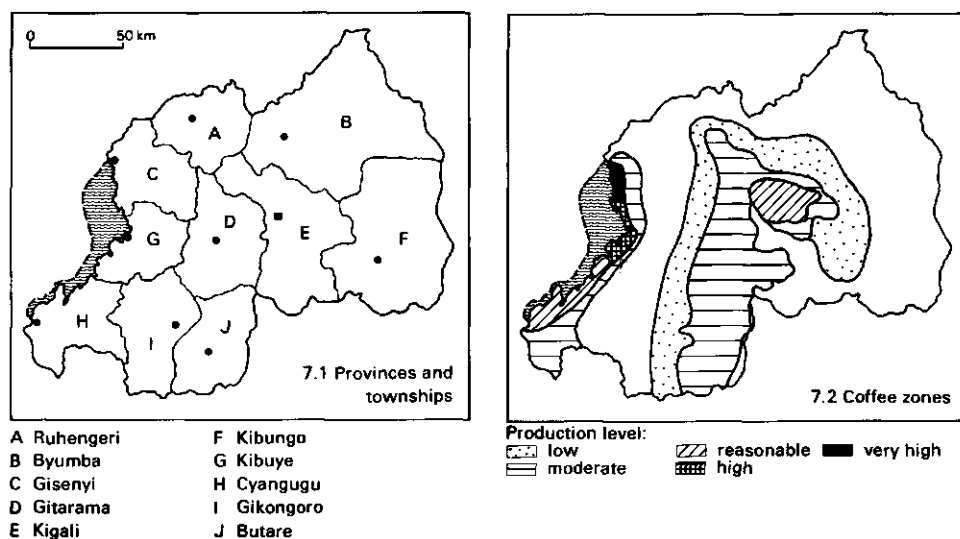 0 50 km
A
B
C
D
E
F
G
H
I
J
7.1 Provinces and
townships
A Ruhengeri
B Byumba
C Gisenyi
D Gitarama
E Kigali
F Kibungo
G Kibuye
H Cyangugu
I Gikongoro
J Butare
7.2 Coffee zones
Production level:
low
moderate
reasonable
high
very high